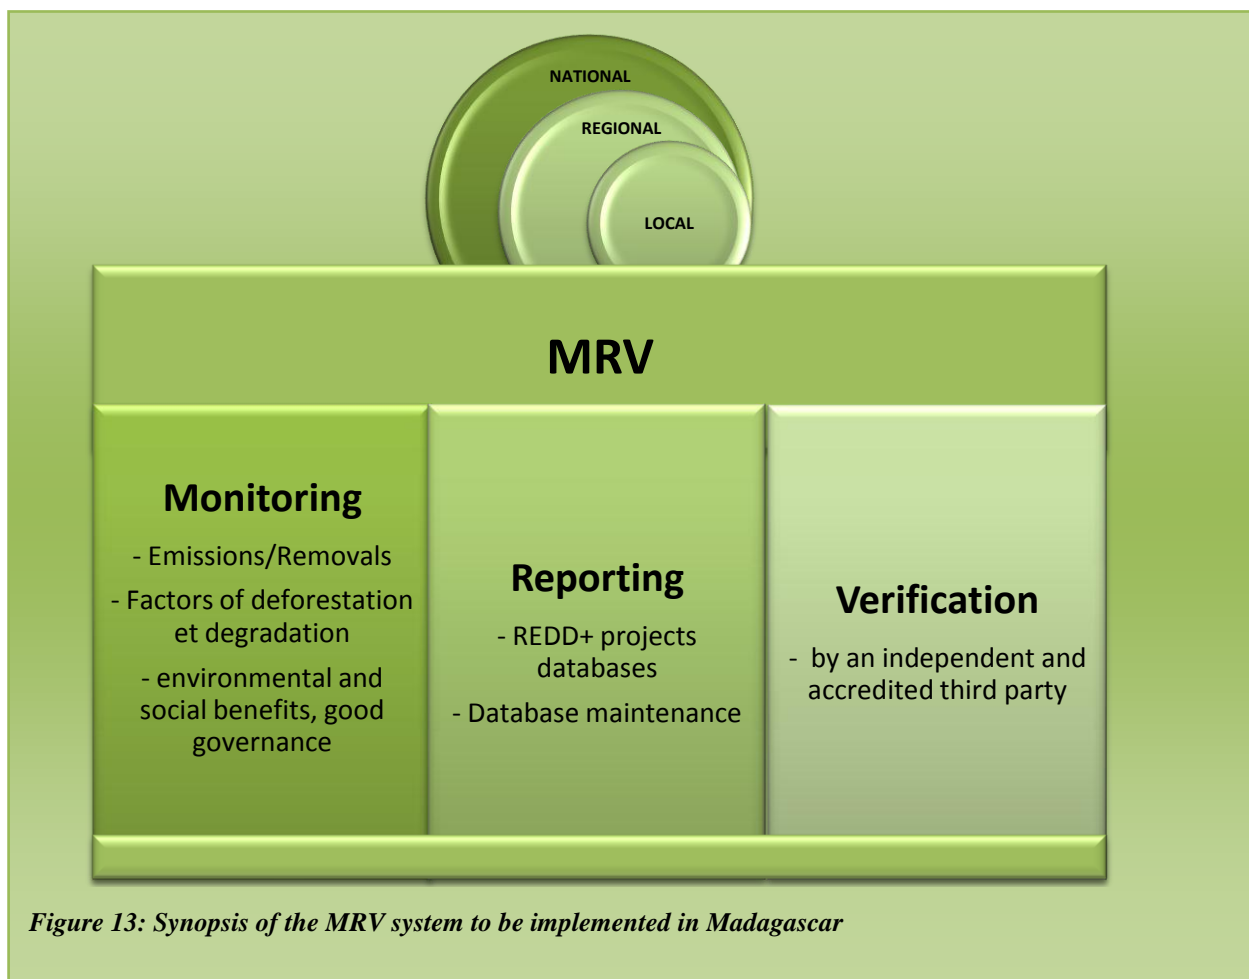 NATIONAL
REGIONAL
LOCAL
MRV
Monitoring
- Emissions/Removals
- Factors of deforestation
et degradation
- environmental and
social benefits, good
governance
Reporting
- REDD+ projects
databases
- Database maintenance
Verification
- by an independent and
accredited third party
Figure 13: Synopsis of the MRV system to be implemented in Madagascar